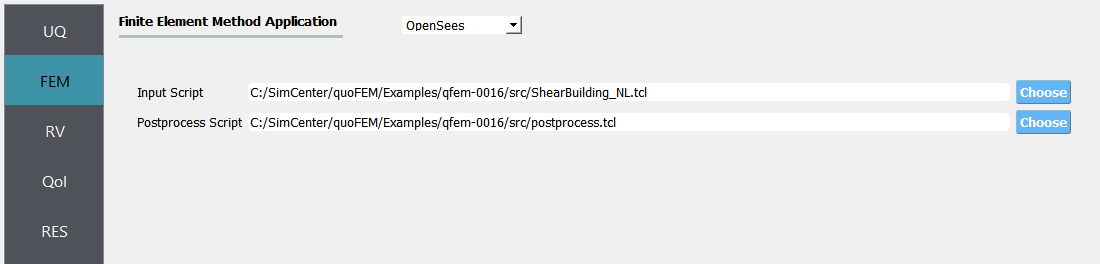 UQ
FEM
RV
QoI
RES
Finite Element Method Application OpenSees
Input Script C:/SimCenter/quoFEM/Examples/qfem-0016/src/ShearBuilding_NL.tcl Choose
Postprocess Script C:/SimCenter/quoFEM/Examples/qfem-0016/src/postprocess.tcl Choose